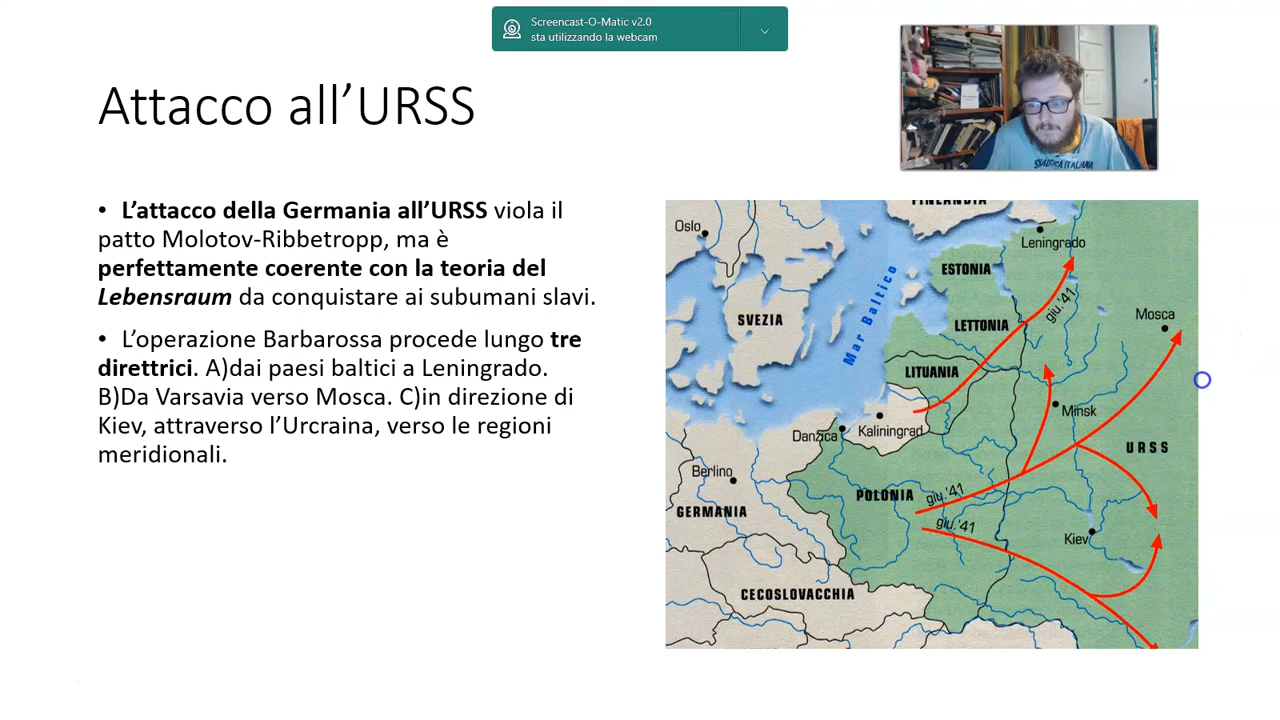 Screencast-O-Matic v2.0
sta utilizzando la webcam
Attacco all’URSS
SVALTICA ITALIANA
• L’attacco della Germania all’URSS viola il
patto Molotov-Ribbetropp, ma è
perfettamente coerente con la teoria del
Lebensraum da conquistare ai subumani slavi.
• L’operazione Barbarossa procede lungo tre
direttrici. A)dai paesi baltici a Leningrado.
B)Da Varsavia verso Mosca. C)in direzione di
Kiev, attraverso l’Urcraina, verso le regioni
meridionali.
FINLANDIA
Oslo
Leningrado
ESTONIA
Mar Baltico
giu.'41
Mosca
SVEZIA
LETTONIA
LITUANIA
Minsk
Danzica
Kaliningrad
URSS
Berlino
POLONIA
giu.'41
GERMANIA
giu.'41
Kiev
CECOSLOVACCHIA